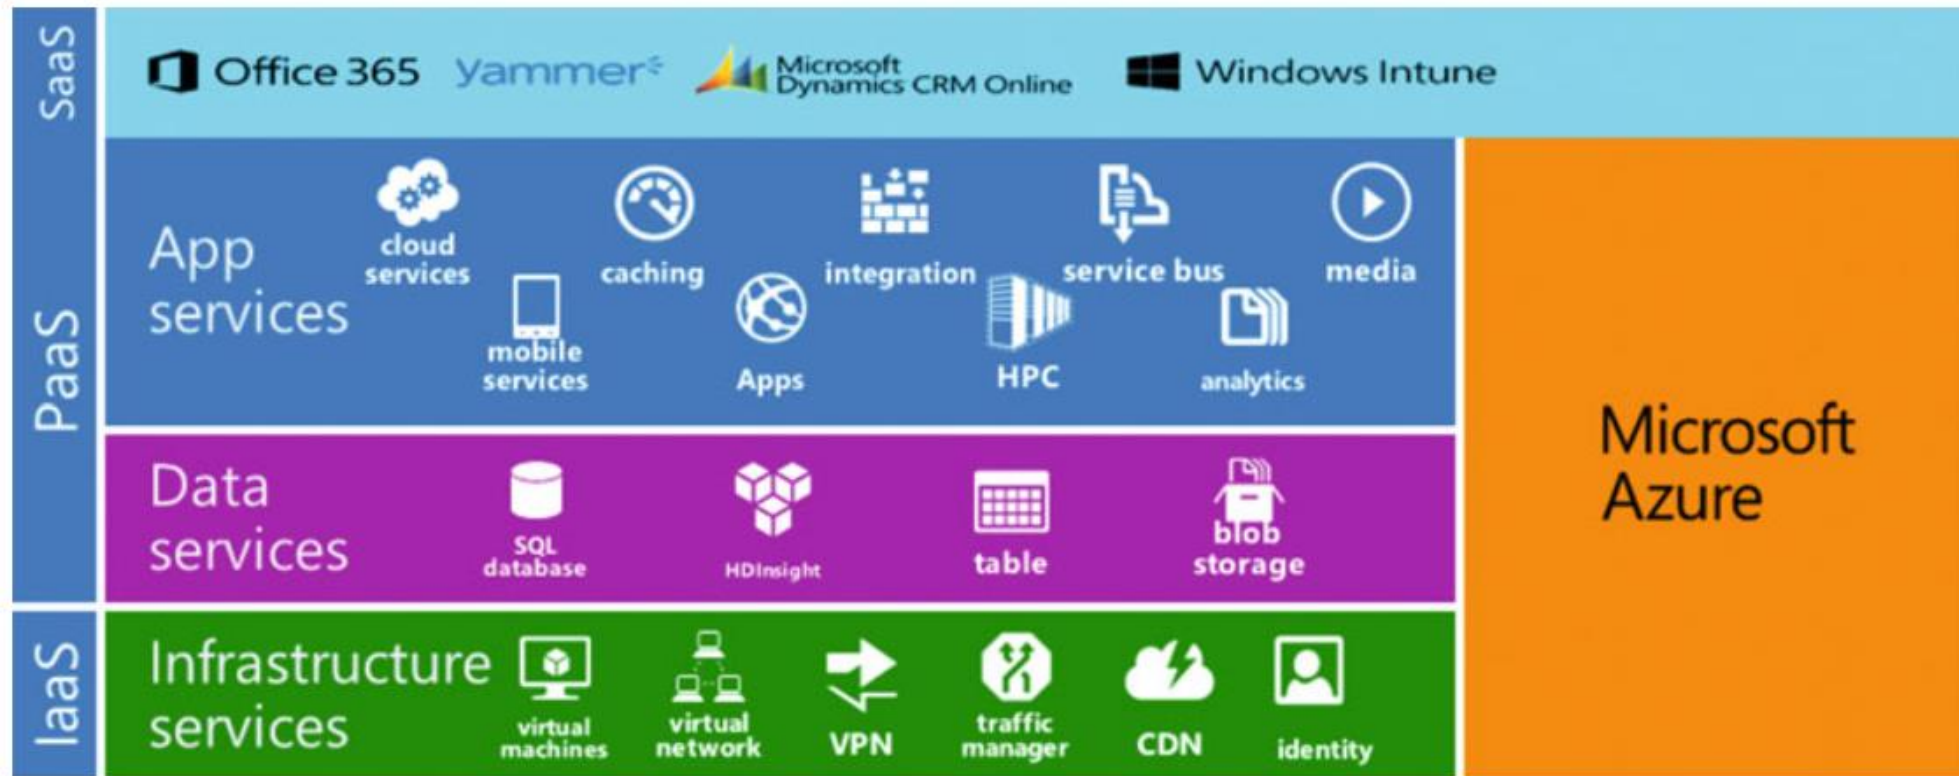 SaaS
Office 365
yammer
Microsoft
Dynamics CRM Online
Windows Intune
PaaS
App
services
cloud
services
caching
integration
service bus
media
mobile
services
Apps
HPC
analytics
Data
services
SQL
database
HDInsight
table
blob
storage
IaaS
Infrastructure
services
virtual
machines
virtual
network
VPN
traffic
manager
CDN
identity
Microsoft
Azure